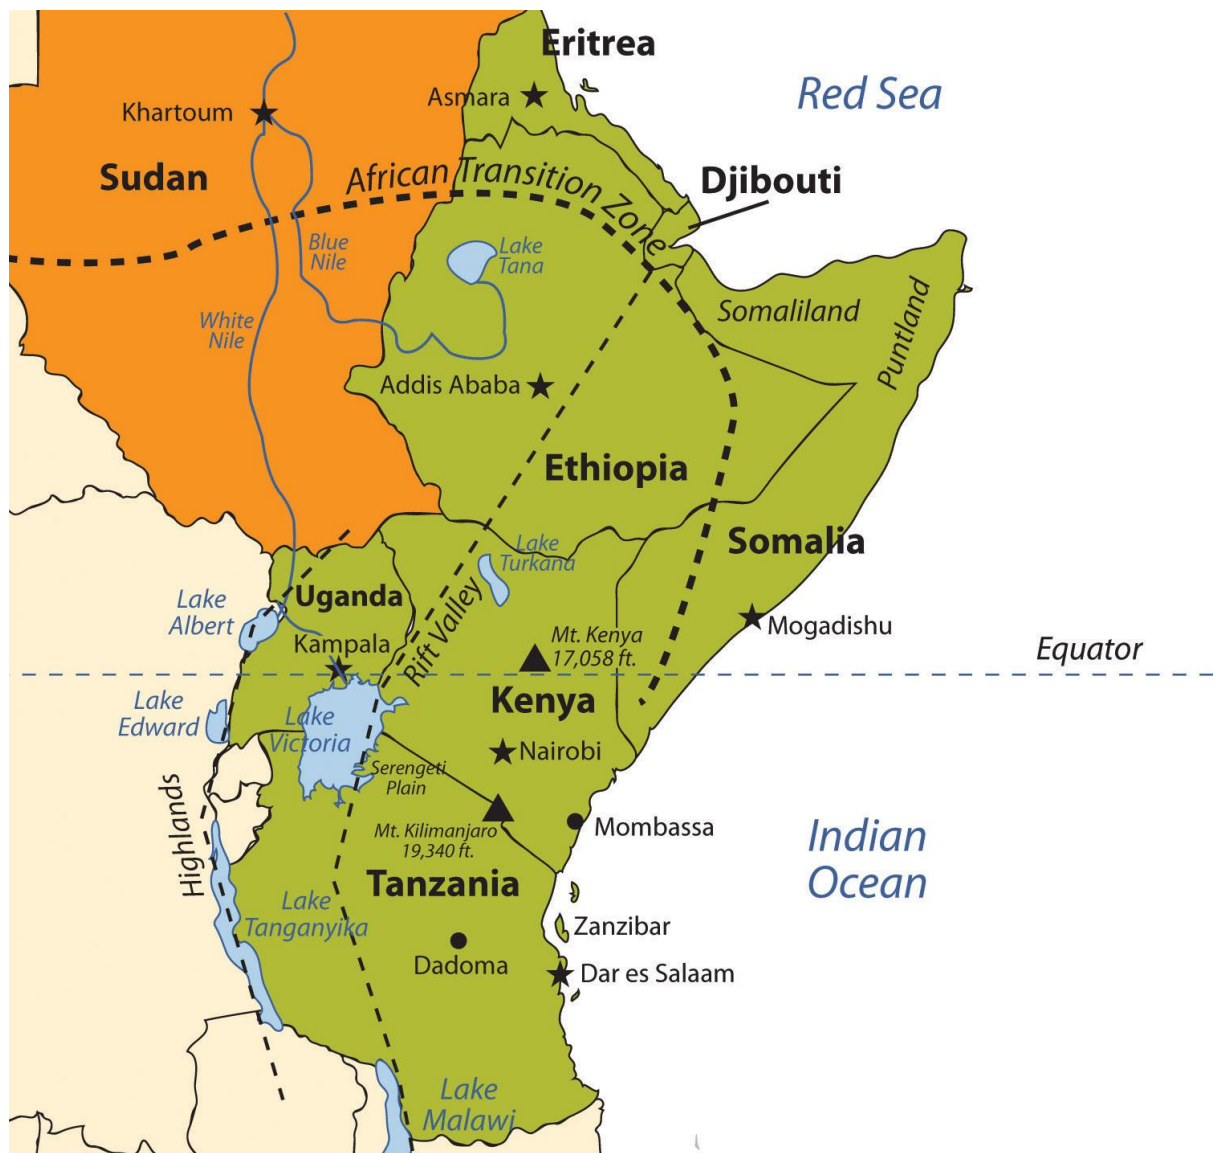 Eritrea
Red Sea
Asmara
Khartoum
Sudan
African Transition Zone
Djibouti
Blue
Nile
Lake
Tana
Somaliland
Puntland
White
Nile
Addis Ababa
Ethiopia
Somalia
Lake
Turkana
Uganda
Lake
Albert
Rift Valley
Mogadishu
Kampala
Mt. Kenya
17,058 ft.
Equator
Kenya
Lake
Edward
Lake
Victoria
Nairobi
Serengeti
Plain
Highlands
Mt. Kilimanjaro
19,340 ft.
Mombassa
Indian
Ocean
Tanzania
Lake
Tanganyika
Zanzibar
Dadoma
Dar es Salaam
Lake
Malawi